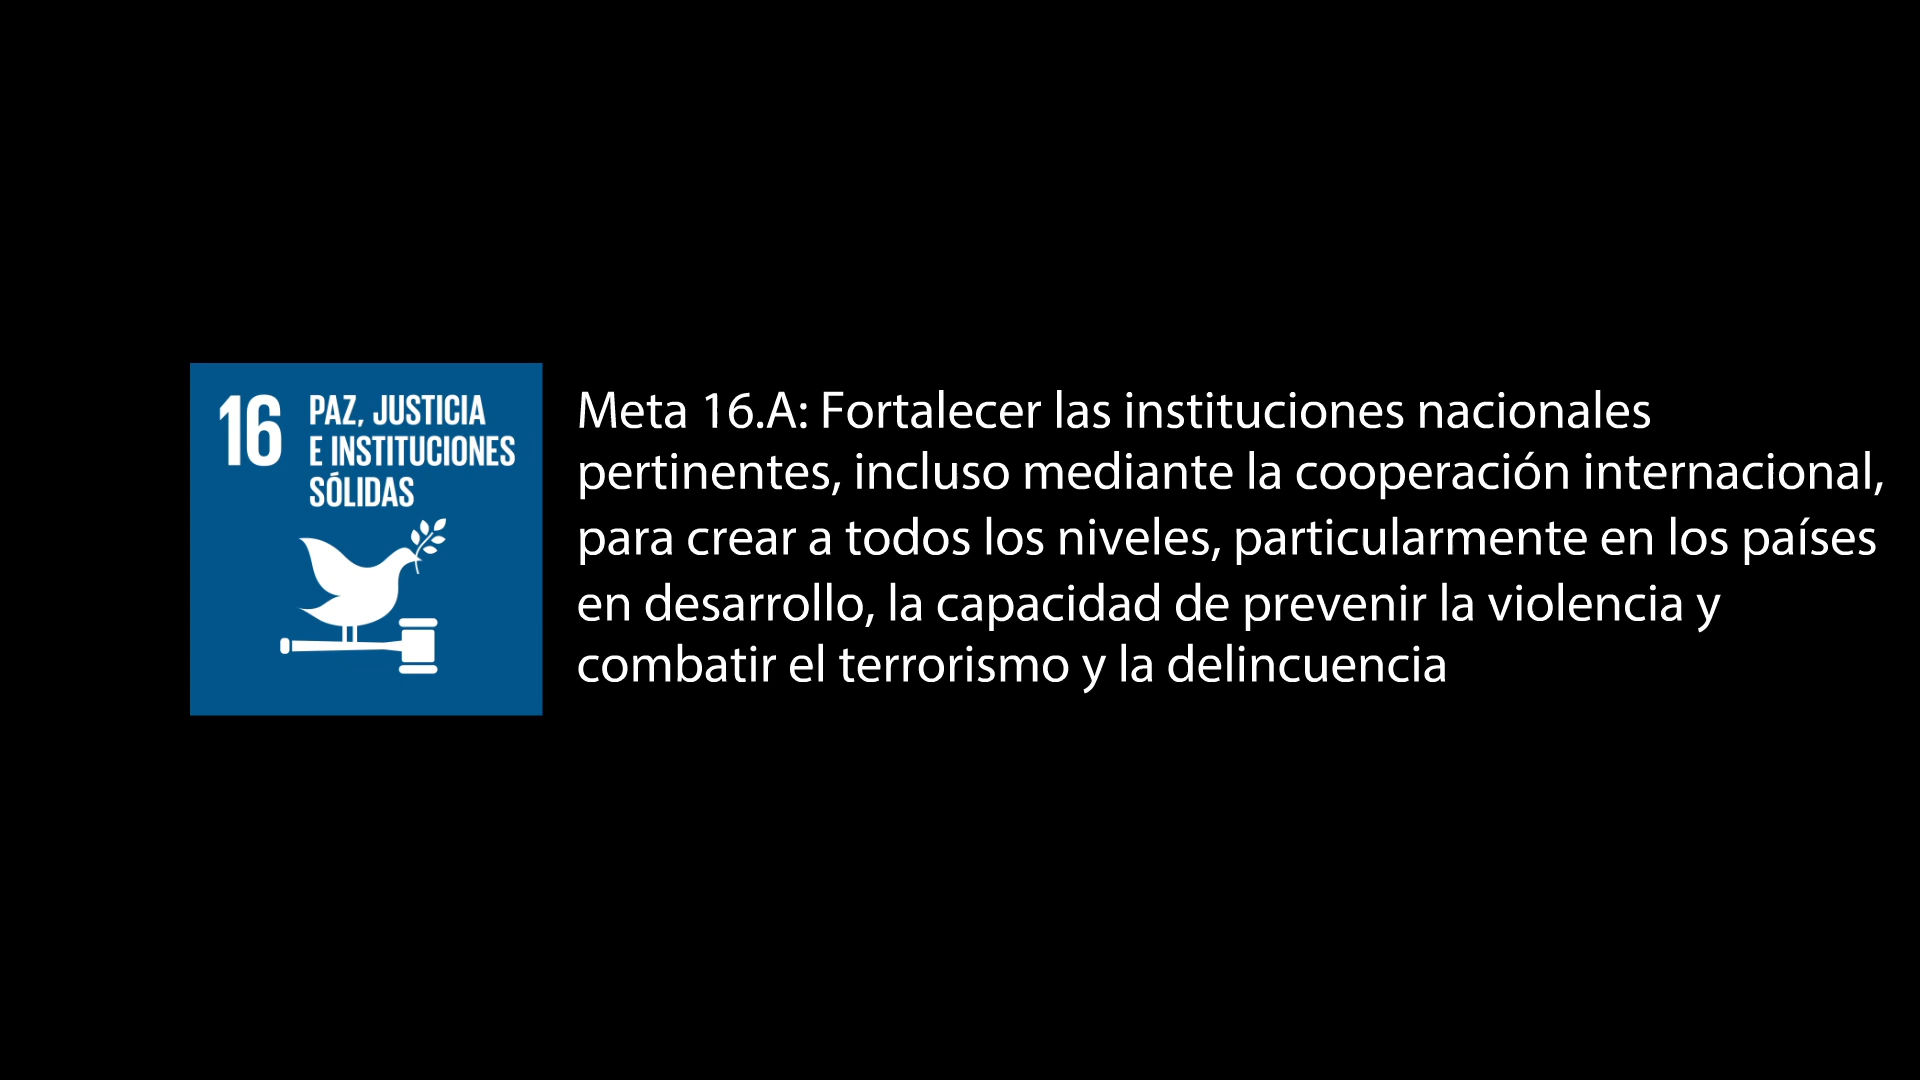 16
PAZ, JUSTICIA
E INSTITUCIONES
SÓLIDAS
Meta 16.A: Fortalecer las instituciones nacionales
pertinentes, incluso mediante la cooperación internacional,
para crear a todos los niveles, particularmente en los países
en desarrollo, la capacidad de prevenir la violencia y
combatir el terrorismo y la delincuencia